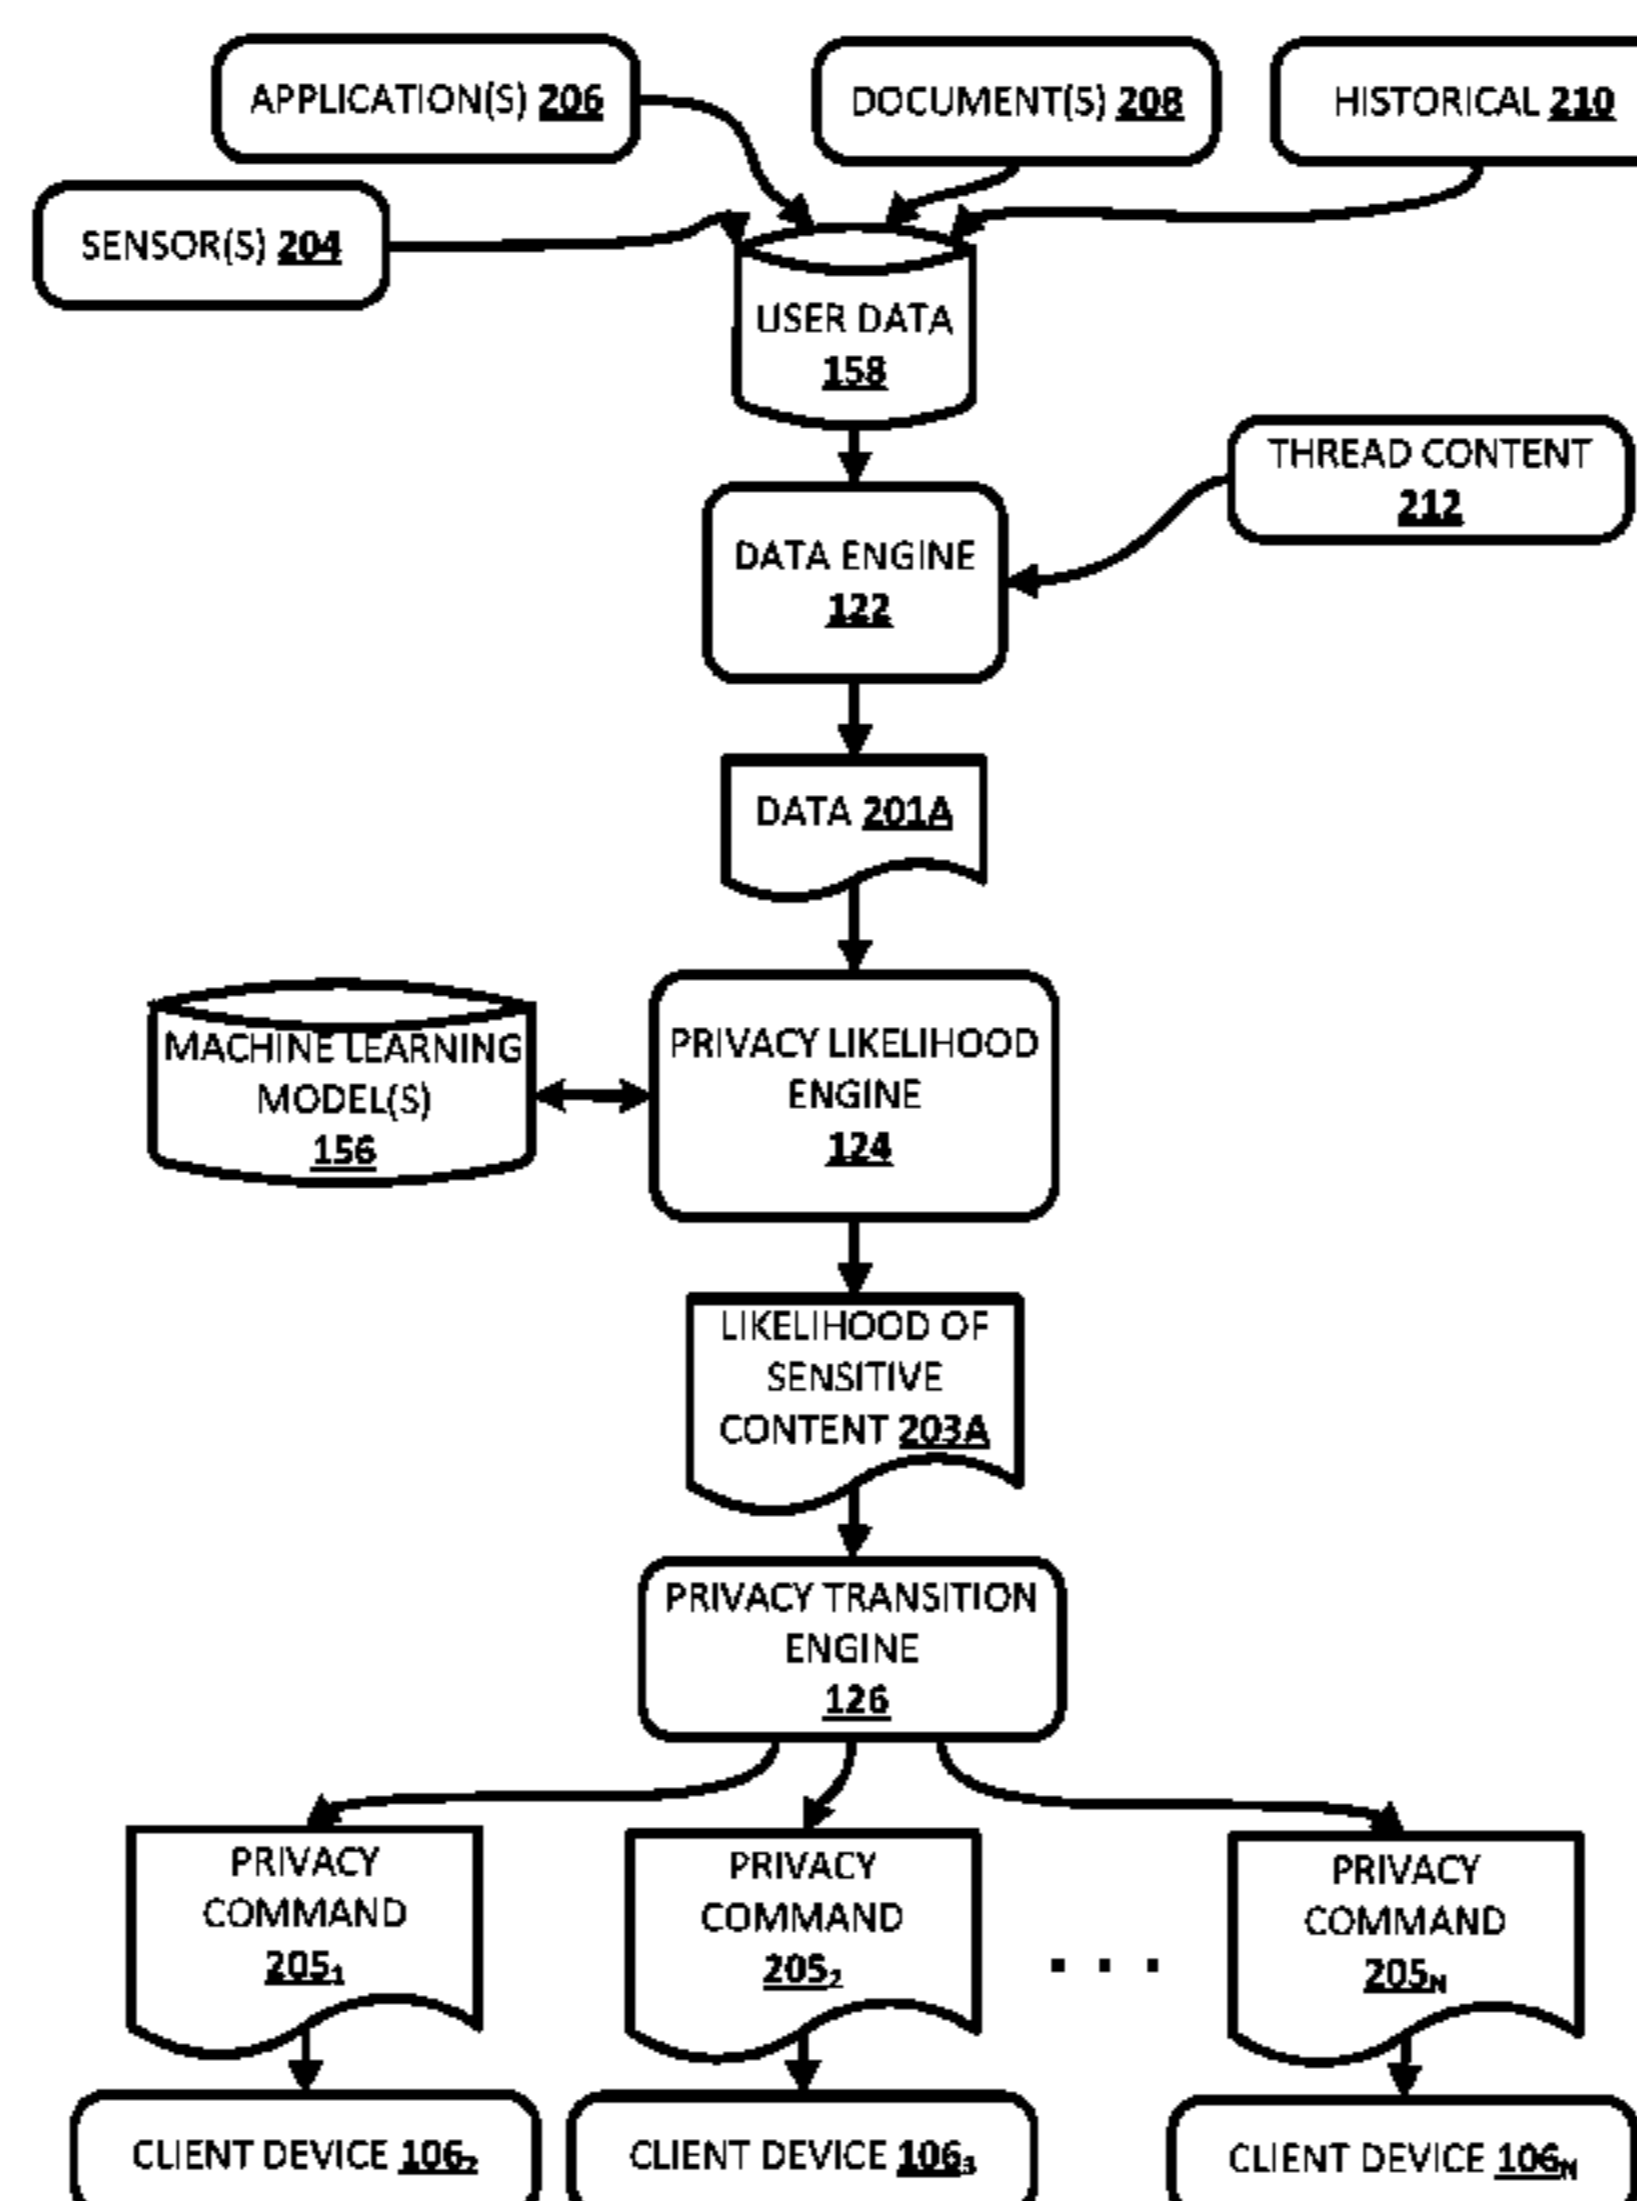 APPLICATION(S) 206
DOCUMENT(S) 208
HISTORICAL 210
SENSOR(S) 204
USER DATA
158
THREAD CONTENT
212
DATA ENGINE
122
DATA 201A
MACHINE LEARNING
MODEL(S)
156
PRIVACY LIKELIHOOD
ENGINE
124
LIKELIHOOD OF
SENSITIVE
CONTENT 203A
PRIVACY TRANSITION
ENGINE
126
PRIVACY
COMMAND
205₁
PRIVACY
COMMAND
205₂
. . .
PRIVACY
COMMAND
205N
CLIENT DEVICE 106₂
CLIENT DEVICE 106₃
CLIENT DEVICE 106N